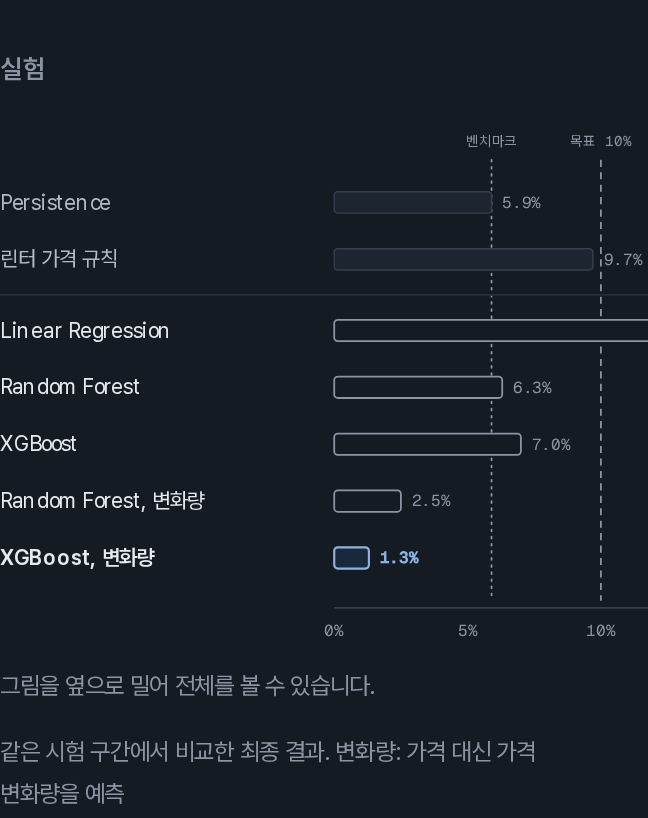 실험
벤치마크 목표 10%
Persistence 5.9%
린터 가격 규칙 9.7%
Linear Regression
Random Forest 6.3%
XGBoost 7.0%
Random Forest, 변화량 2.5%
XGBoost, 변화량 1.3%
0% 5% 10%
그림을 옆으로 밀어 전체를 볼 수 있습니다.
같은 시험 구간에서 비교한 최종 결과. 변화량: 가격 대신 가격
변화량을 예측